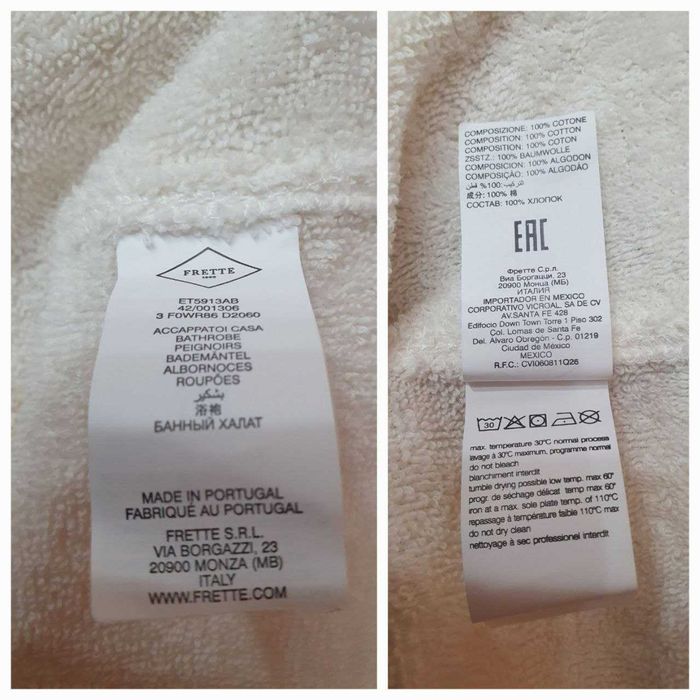 FRETTE
1860
ET5913AB
42/001306
3 F0WR86 D2060
ACCAPPATOI CASA
BATHROBE
PEIGNOIRS
BADEMÄNTEL
ALBORNOCES
ROUPÕES
بشكير
浴袍
БАННЫЙ ХАЛАТ
MADE IN PORTUGAL
FABRIQUÉ AU PORTUGAL
FRETTE S.R.L.
VIA BORGAZZI, 23
20900 MONZA (MB)
ITALY
WWW.FRETTE.COM
COMPOSIZIONE: 100% COTONE
COMPOSITION: 100% COTTON
COMPOSITION: 100% COTON
ZSSTZ.: 100% BAUMWOLLE
COMPOSICION: 100% ALGODON
COMPOSIÇÃO: 100% ALGODÃO
التركيب: 100% قطن
成分: 100% 棉
СОСТАВ: 100% ХЛОПОК
EAC
Фретте С.р.л.
Виа Боргацци, 23
20900 Монца (МБ)
ИТАЛИЯ
IMPORTADOR EN MEXICO
CORPORATIVO VICROAL, SA DE CV
AV.SANTA FE 428
Edificio Down Town Torre 1 Piso 302
Col. Lomas de Santa Fe
Del. Álvaro Obregón - C.p. 01219
Ciudad de México
MEXICO
R.F.C.: CVI060811Q26
30
max. temperature 30°C normal process
lavage à 30°C maximum, programme normal
do not bleach
blanchiment interdit
tumble drying possible low temp. max 60°
progr. de séchage délicat temp max 60°
iron at a max. sole plate temp. of 110°C
repassage à température faible 110°C max
do not dry clean
nettoyage à sec professionel interdit